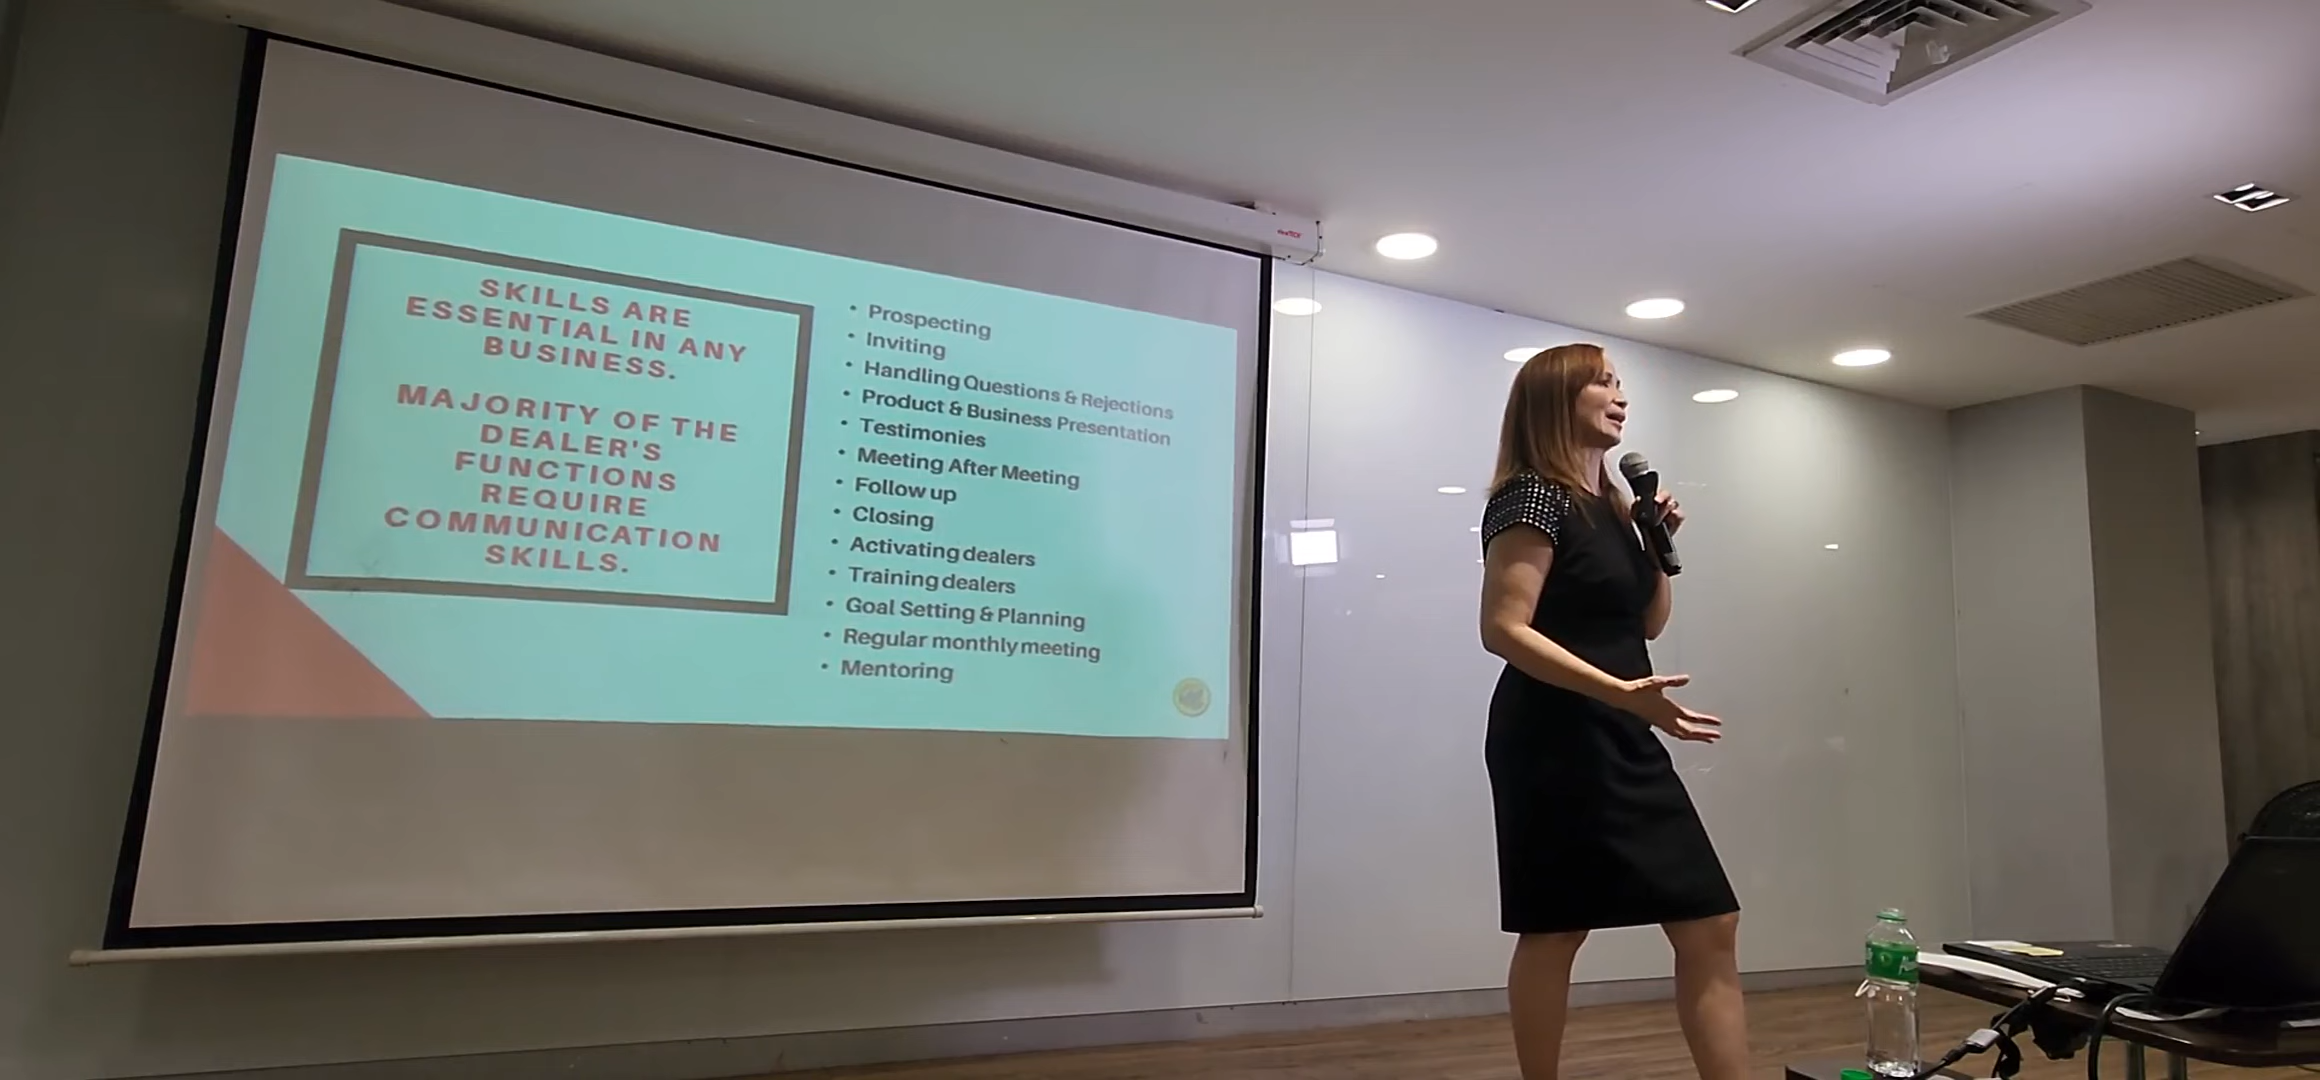 SKILLS ARE
ESSENTIAL IN ANY
BUSINESS.
MAJORITY OF THE
DEALER'S
FUNCTIONS
REQUIRE
COMMUNICATION
SKILLS.
• Prospecting
• Inviting
• Handling Questions & Rejections
• Product & Business Presentation
• Testimonies
• Meeting After Meeting
• Follow up
• Closing
• Activating dealers
• Training dealers
• Goal Setting & Planning
• Regular monthly meeting
• Mentoring